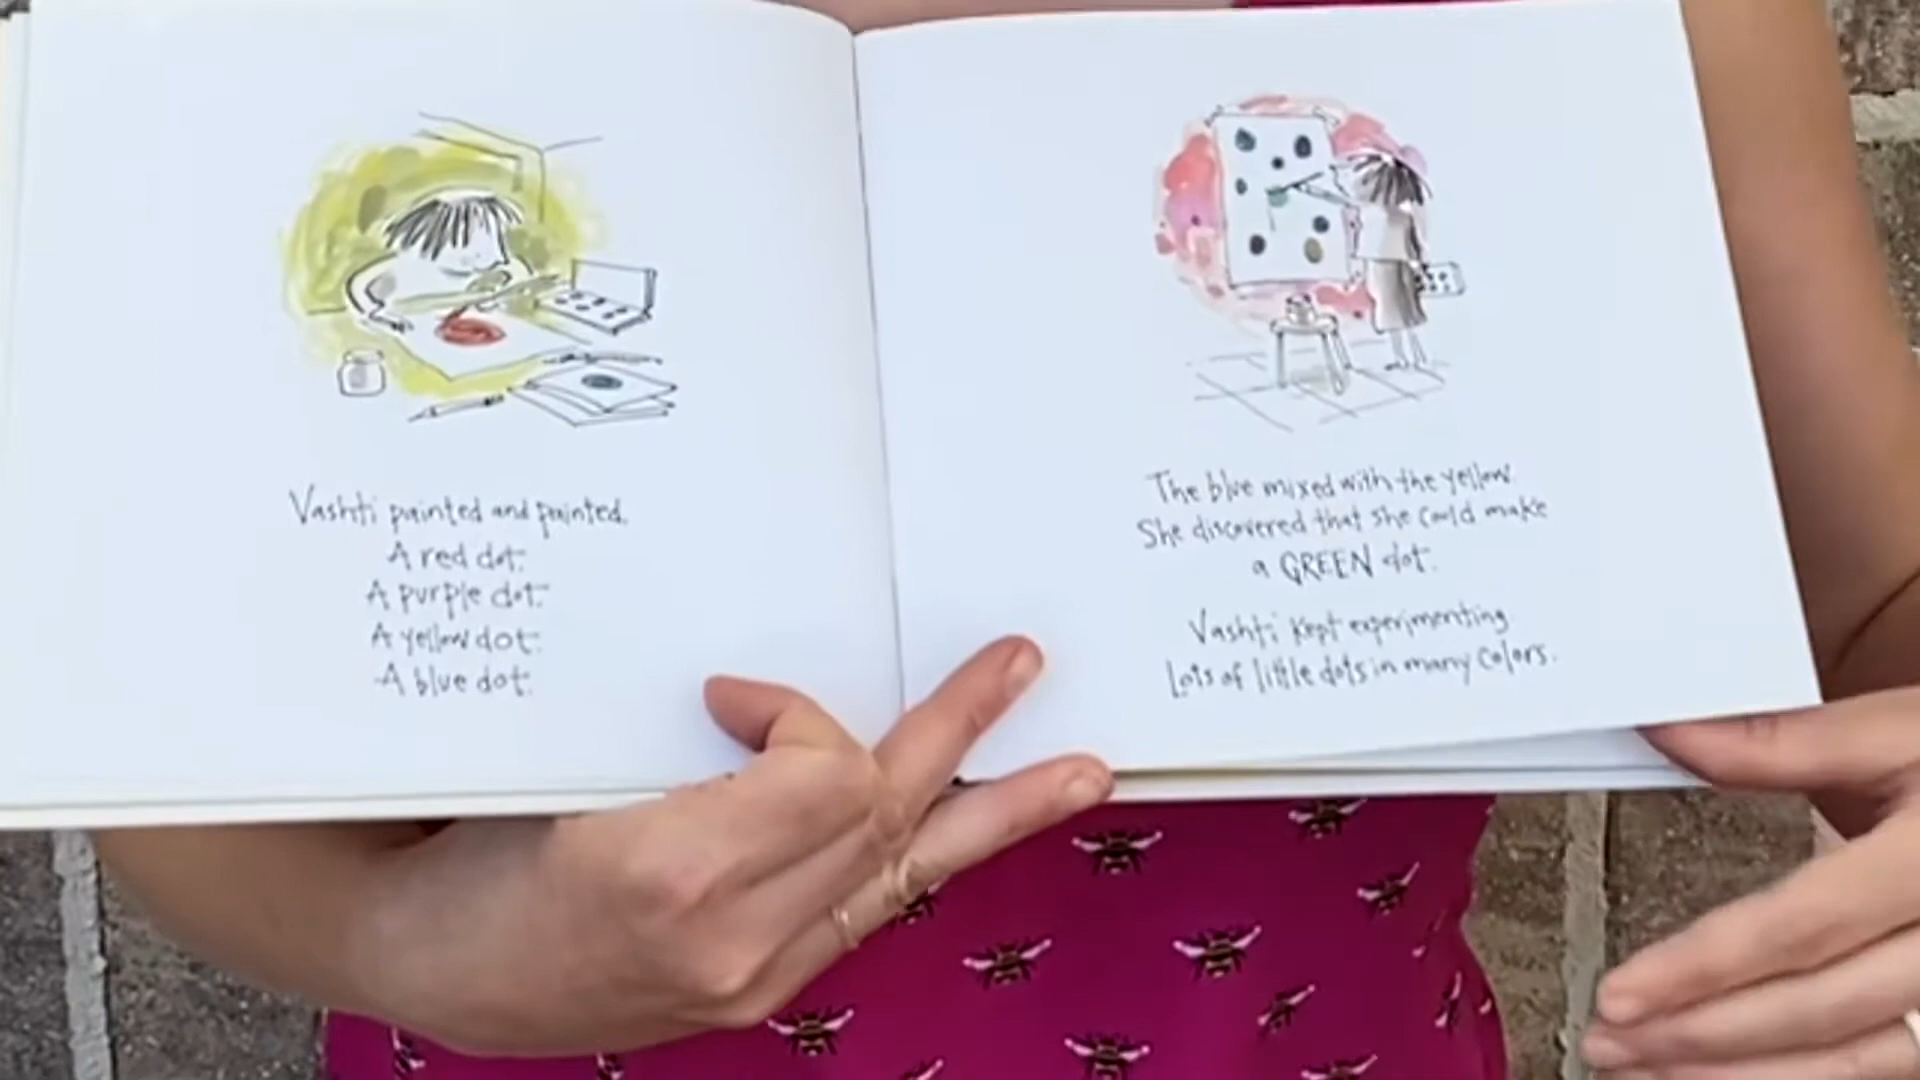 Vashti painted and painted.
A red dot.
A purple dot.
A yellow dot.
A blue dot.
The blue mixed with the yellow.
She discovered that she could make
a GREEN dot.
Vashti kept experimenting.
Lots of little dots in many colors.